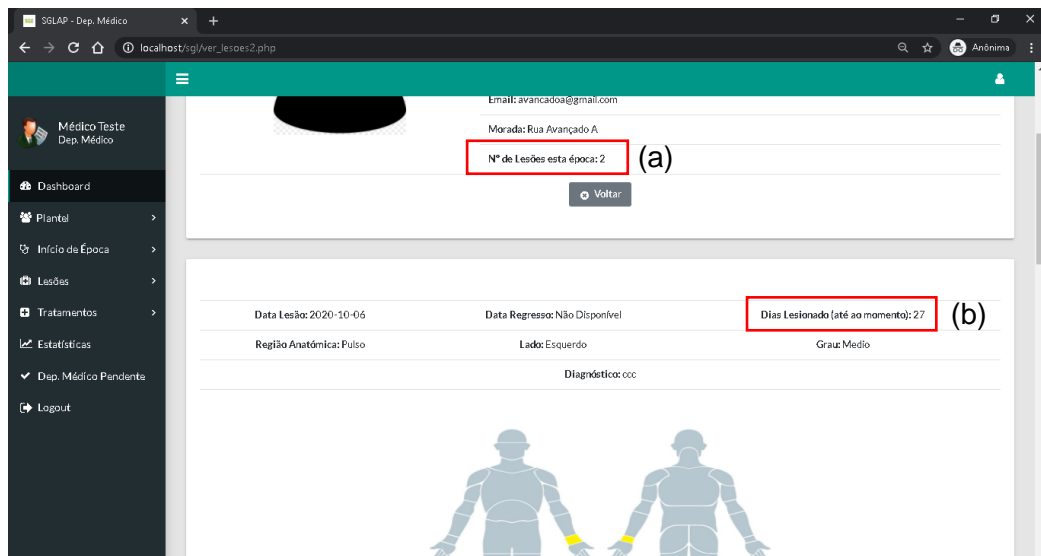 SGLAP - Dep. Médico
Anônima
localhost/sgl/ver_lesoes2.php
Médico Teste
Dep. Médico
Dashboard
Plantel
Início de Época
Lesões
Tratamentos
Estatísticas
Dep. Médico Pendente
Logout
Email: avancadoa@gmail.com
Morada: Rua Avançado A
Nº de Lesões esta época: 2 (a)
Voltar
Data Lesão: 2020-10-06 Data Regresso: Não Disponível Dias Lesionado (até ao momento): 27 (b)
Região Anatómica: Pulso Lado: Esquerdo Grau: Medio
Diagnóstico: ccc